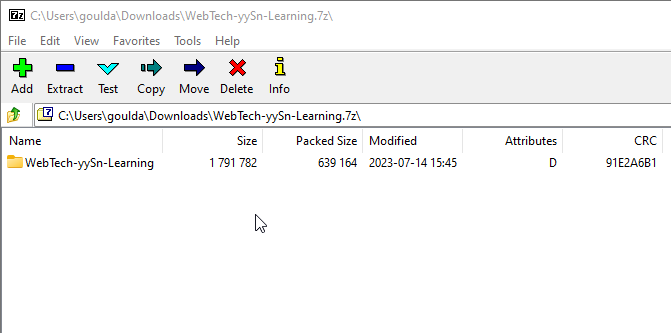 7z C:\Users\goulda\Downloads\WebTech-yySn-Learning.7z\
File Edit View Favorites Tools Help
Add Extract Test Copy Move Delete Info
C:\Users\goulda\Downloads\WebTech-yySn-Learning.7z\
Name Size Packed Size Modified Attributes CRC
WebTech-yySn-Learning 1 791 782 639 164 2023-07-14 15:45 D 91E2A6B1